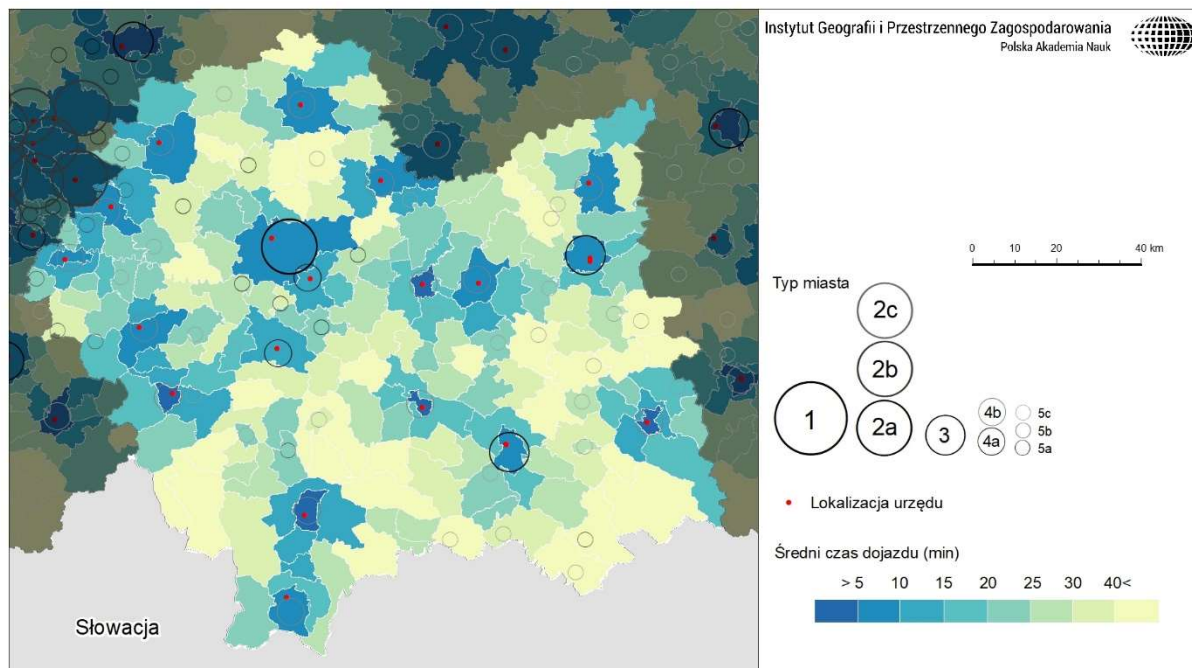 Instytut Geografii i Przestrzennego Zagospodarowania
Polska Akademia Nauk
0 10 20 40 km
Typ miasta
2c
2b
1 2a 3 4b 4a 5c 5b 5a
Lokalizacja urzędu
Średni czas dojazdu (min)
> 5 10 15 20 25 30 40<
Słowacja